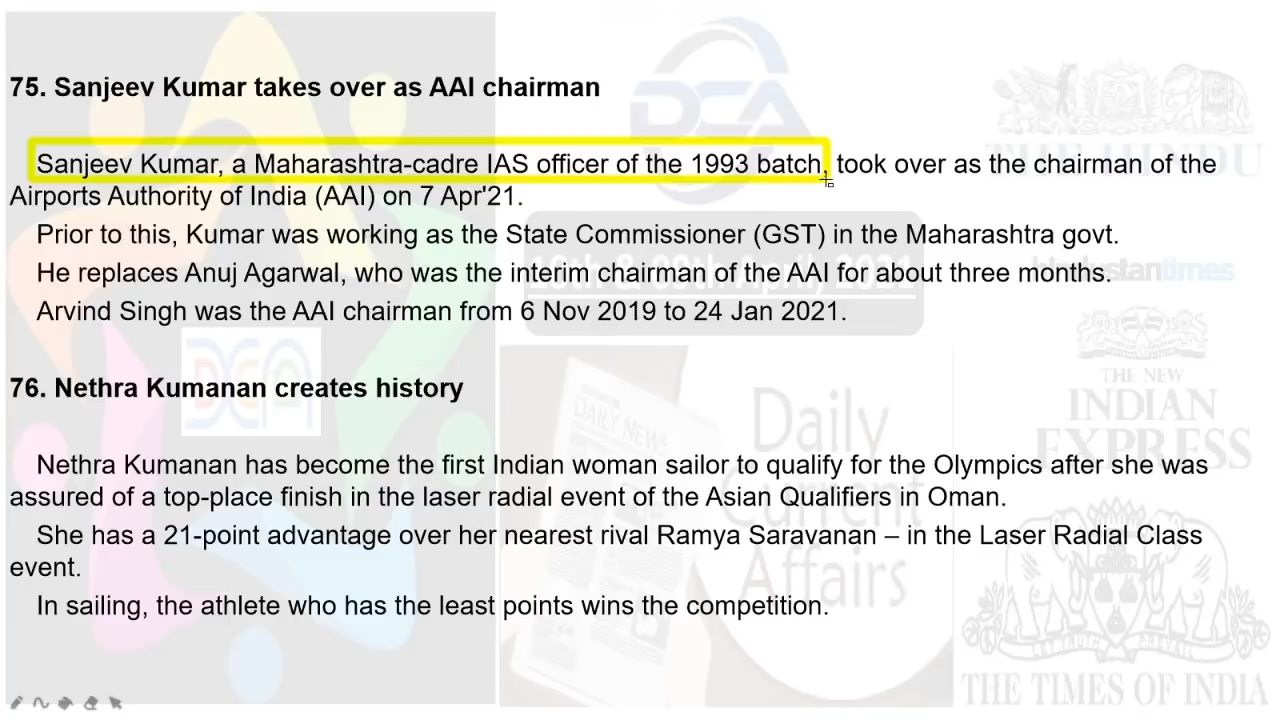 75. Sanjeev Kumar takes over as AAI chairman
Sanjeev Kumar, a Maharashtra-cadre IAS officer of the 1993 batch, took over as the chairman of the
Airports Authority of India (AAI) on 7 Apr'21.
Prior to this, Kumar was working as the State Commissioner (GST) in the Maharashtra govt.
He replaces Anuj Agarwal, who was the interim chairman of the AAI for about three months.
Arvind Singh was the AAI chairman from 6 Nov 2019 to 24 Jan 2021.
76. Nethra Kumanan creates history
Nethra Kumanan has become the first Indian woman sailor to qualify for the Olympics after she was
assured of a top-place finish in the laser radial event of the Asian Qualifiers in Oman.
She has a 21-point advantage over her nearest rival Ramya Saravanan – in the Laser Radial Class
event.
In sailing, the athlete who has the least points wins the competition.
DCA
THE HINDU
hindustantimes
DCA
DAILY NEWS
Daily
Current
Affairs
THE NEW
INDIAN
EXPRESS
THE TIMES OF INDIA